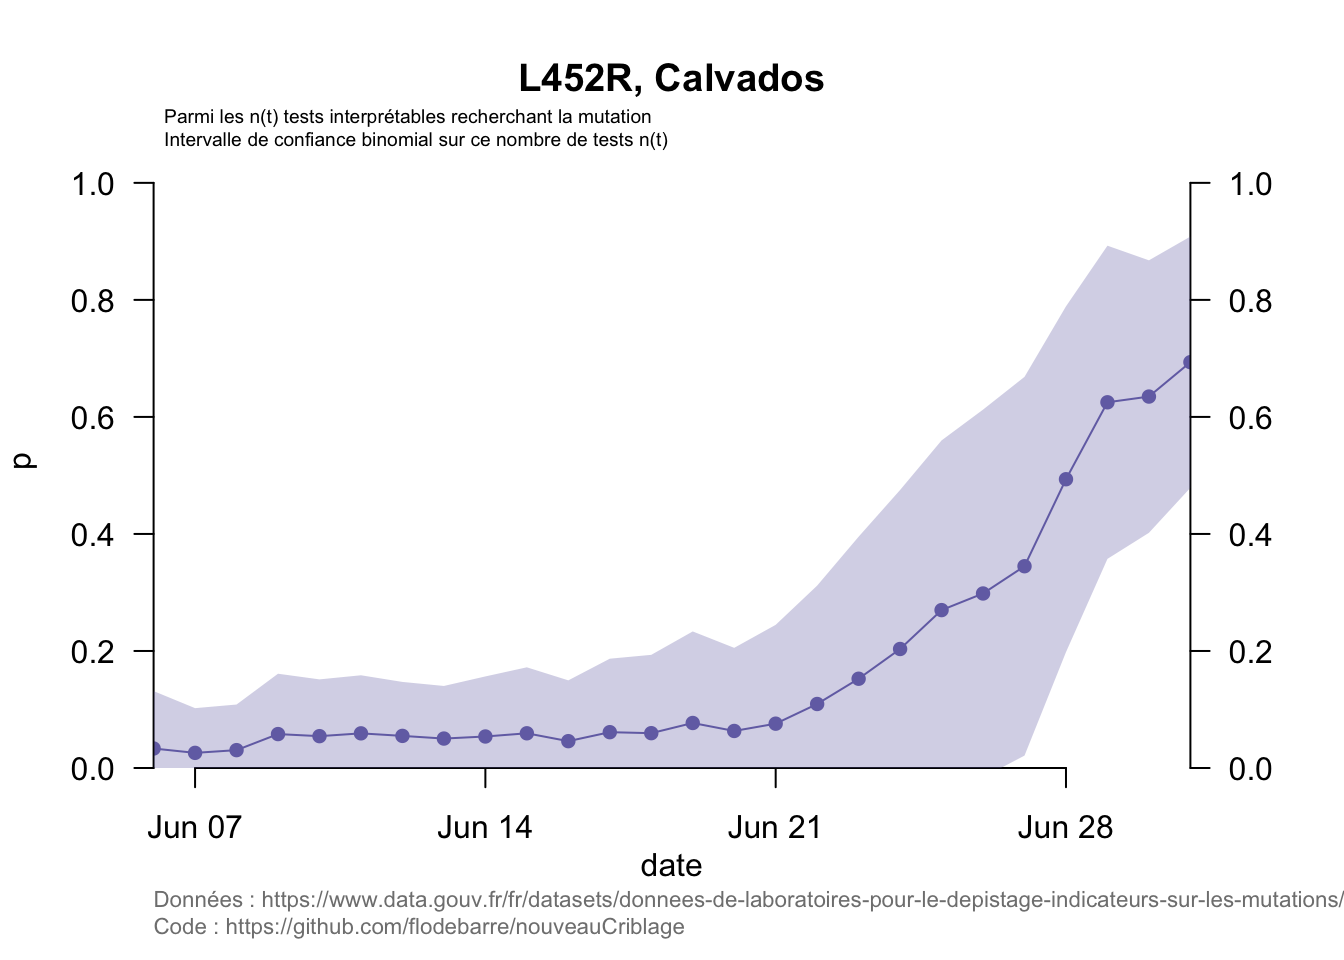 L452R, Calvados
Parmi les n(t) tests interprétables recherchant la mutation
Intervalle de confiance binomial sur ce nombre de tests n(t)
1.0 1.0
0.8 0.8
0.6 0.6
p
0.4 0.4
0.2 0.2
0.0 0.0
Jun 07 Jun 14 Jun 21 Jun 28
date
Données : https://www.data.gouv.fr/fr/datasets/donnees-de-laboratoires-pour-le-depistage-indicateurs-sur-les-mutations/
Code : https://github.com/flodebarre/nouveauCriblage